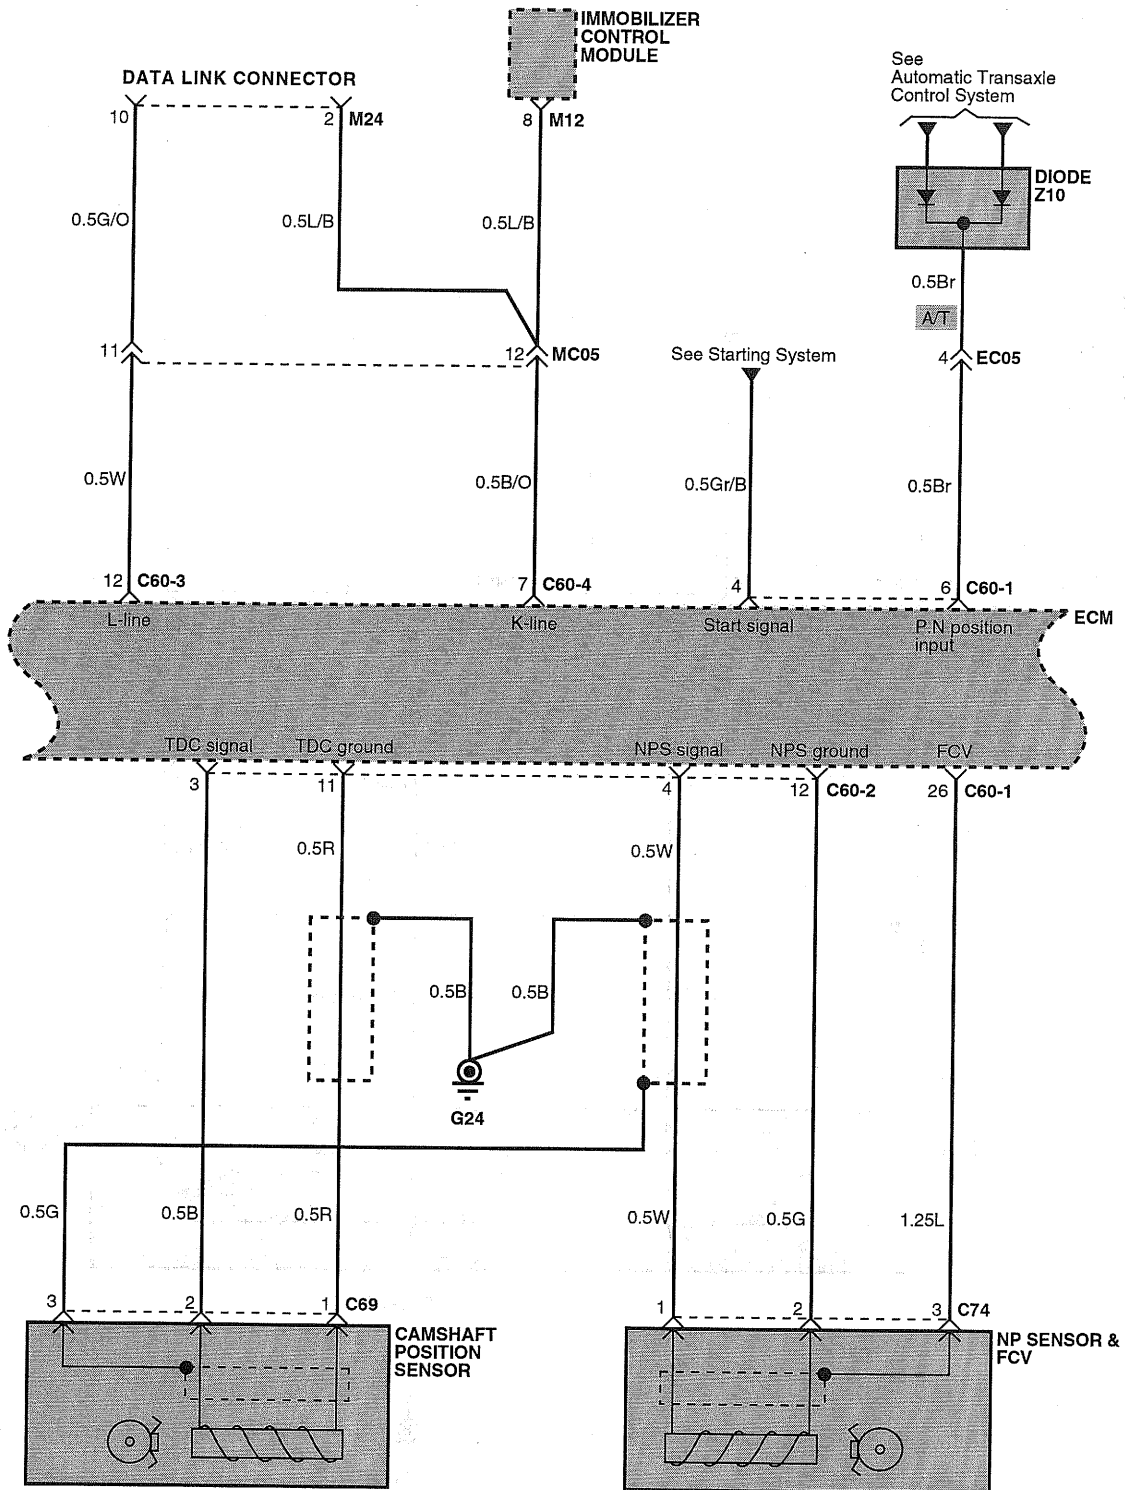 IMMOBILIZER
CONTROL
MODULE
See
Automatic Transaxle
Control System
DATA LINK CONNECTOR
10
2 M24
8 M12
DIODE
Z10
0.5G/O
0.5L/B
0.5L/B
0.5Br
A/T
11
12 MC05
See Starting System
4 EC05
0.5W
0.5B/O
0.5Gr/B
0.5Br
12 C60-3
7 C60-4
4
6 C60-1
L-line
K-line
Start signal
P.N position
input
ECM
TDC signal
TDC ground
NPS signal
NPS ground
FCV
3
11
4
12 C60-2
26 C60-1
0.5R
0.5W
0.5B
0.5B
G24
0.5G
0.5B
0.5R
0.5W
0.5G
1.25L
3
2
1 C69
1
2
3 C74
CAMSHAFT
POSITION
SENSOR
NP SENSOR &
FCV